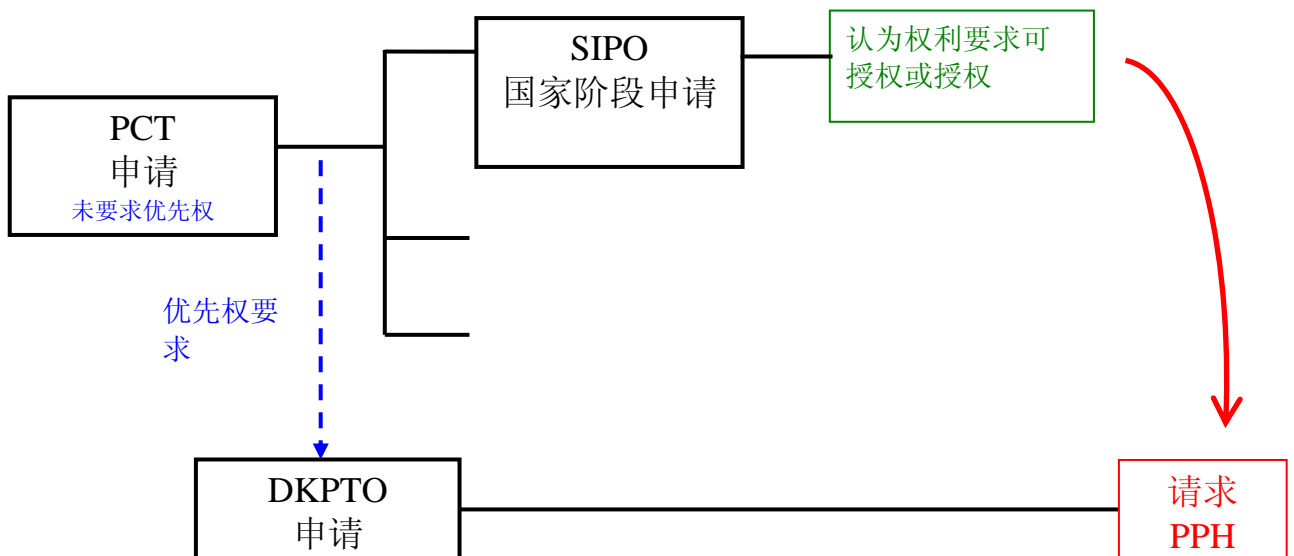 SIPO
国家阶段申请
认为权利要求可
授权或授权
PCT
申请
未要求优先权
优先权要
求
DKPTO
申请
请求
PPH